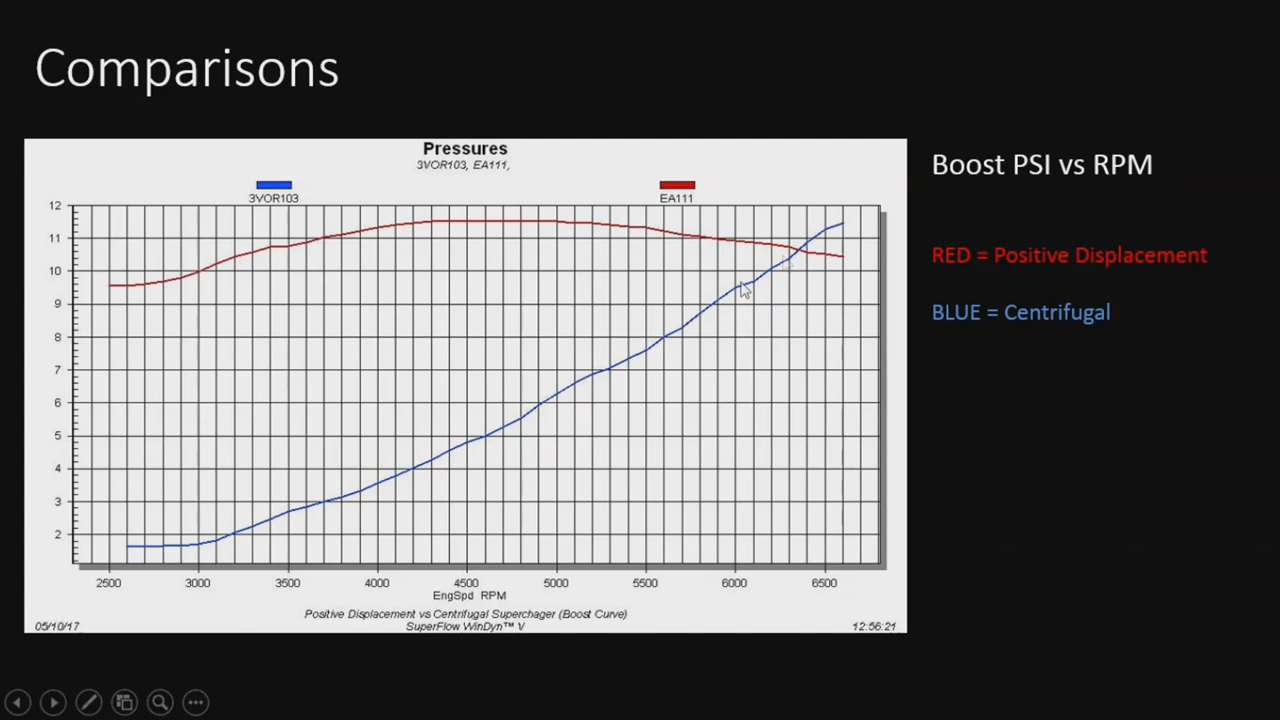 Comparisons
Pressures
3VOR103, EA111,
3VOR103
EA111
12
11
10
9
8
7
6
5
4
3
2
2500 3000 3500 4000 4500 5000 5500 6000 6500
EngSpd RPM
Positive Displacement vs Centrifugal Superchager (Boost Curve)
SuperFlow WinDyn™ V
05/10/17
12:56:21
Boost PSI vs RPM
RED = Positive Displacement
BLUE = Centrifugal